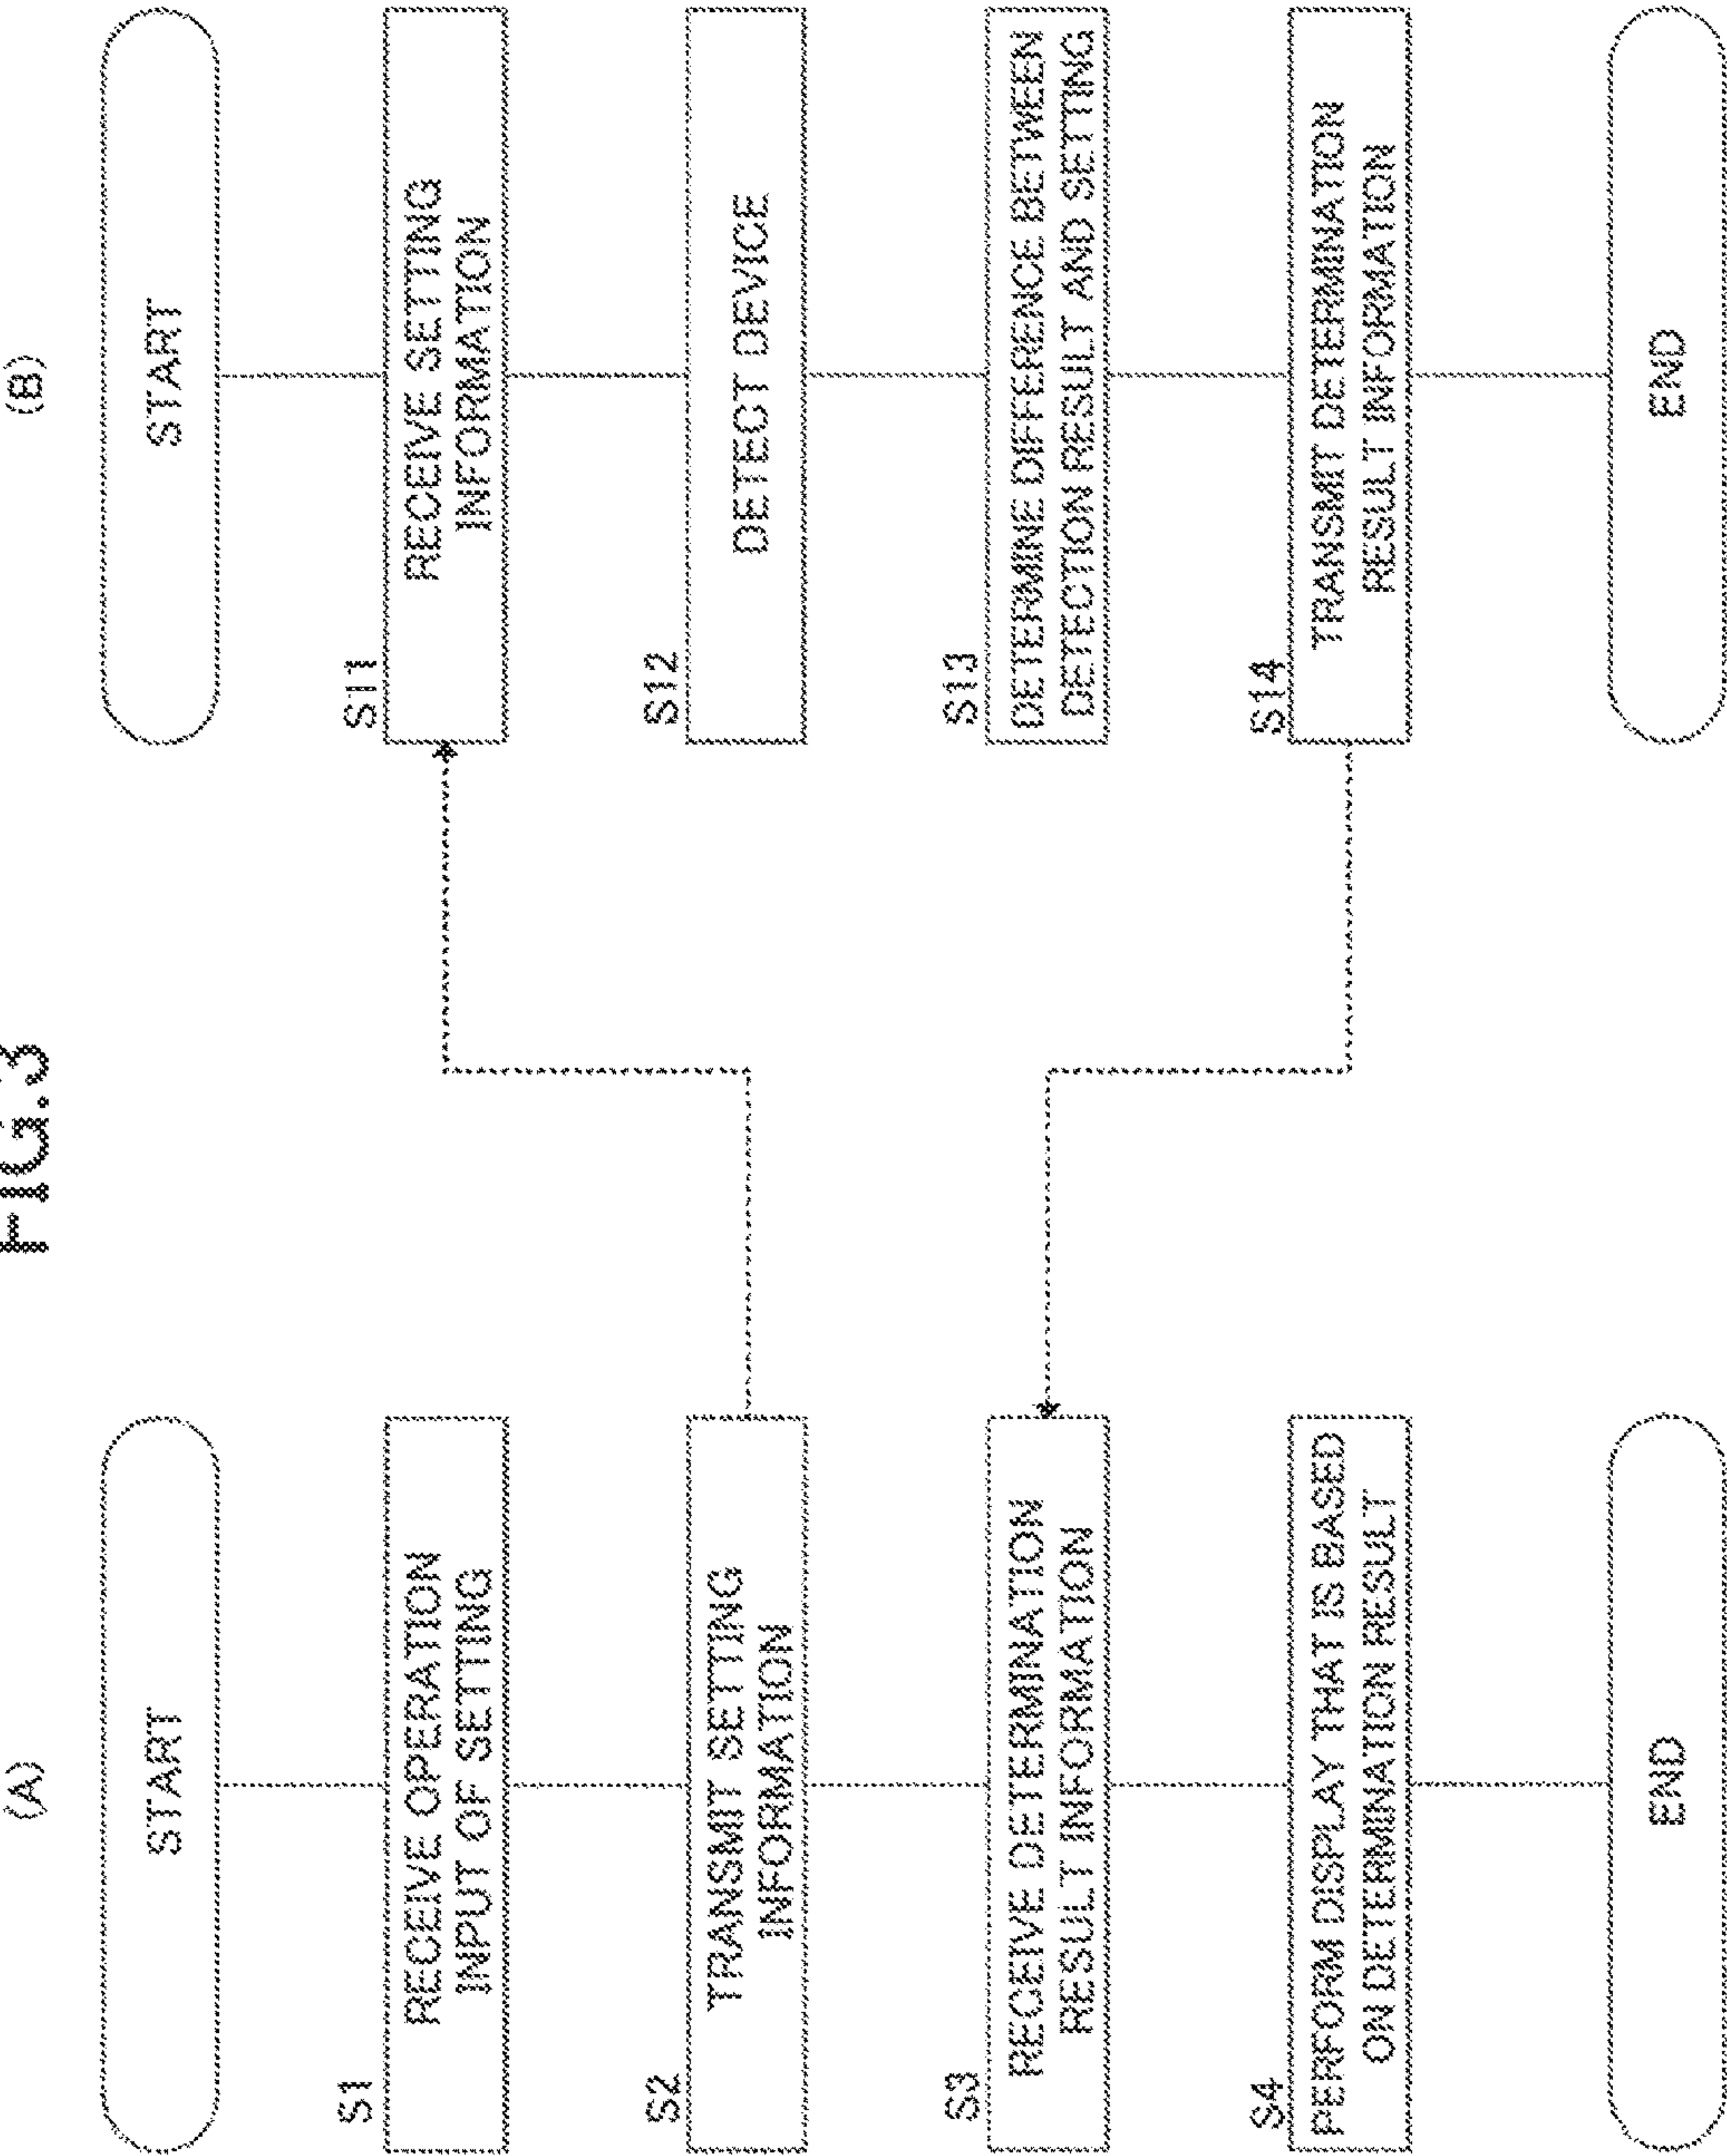 FIG.3
(A)
START
S1
RECEIVE OPERATION
INPUT OF SETTING
S2
TRANSMIT SETTING
INFORMATION
S3
RECEIVE DETERMINATION
RESULT INFORMATION
S4
PERFORM DISPLAY THAT IS BASED
ON DETERMINATION RESULT
END
(B)
START
S11
RECEIVE SETTING
INFORMATION
S12
DETECT DEVICE
S13
DETERMINE DIFFERENCE BETWEEN
DETECTION RESULT AND SETTING
S14
TRANSMIT DETERMINATION
RESULT INFORMATION
END